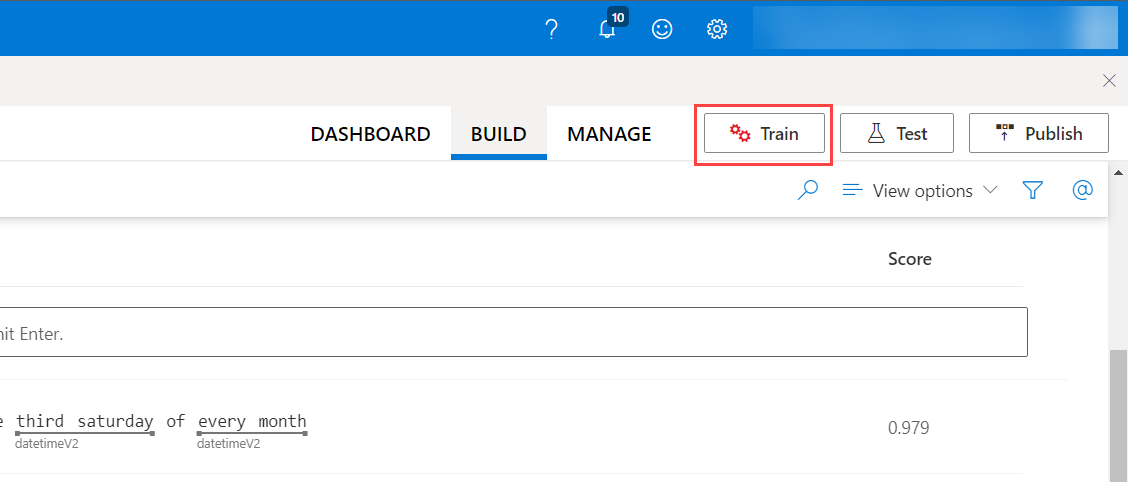 10
DASHBOARD BUILD MANAGE Train Test Publish
View options
Score
hit Enter.
third saturday of every month 0.979
datetimeV2 datetimeV2